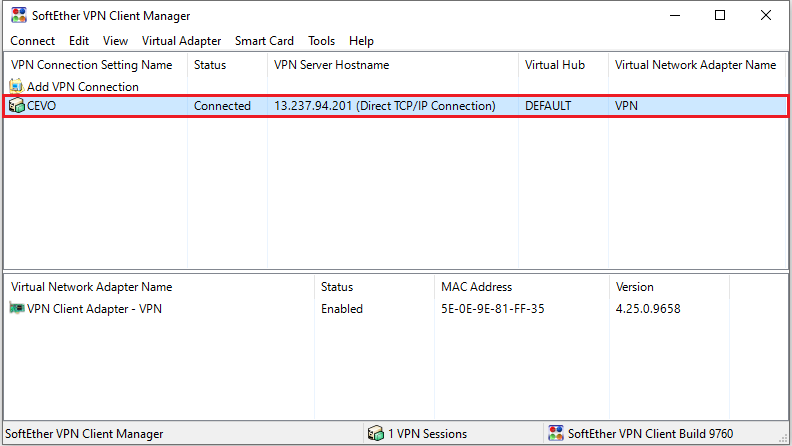 SoftEther VPN Client Manager
Connect Edit View Virtual Adapter Smart Card Tools Help
VPN Connection Setting Name Status VPN Server Hostname Virtual Hub Virtual Network Adapter Name
Add VPN Connection
CEVO Connected 13.237.94.201 (Direct TCP/IP Connection) DEFAULT VPN
Virtual Network Adapter Name Status MAC Address Version
VPN Client Adapter - VPN Enabled 5E-0E-9E-81-FF-35 4.25.0.9658
SoftEther VPN Client Manager 1 VPN Sessions SoftEther VPN Client Build 9760